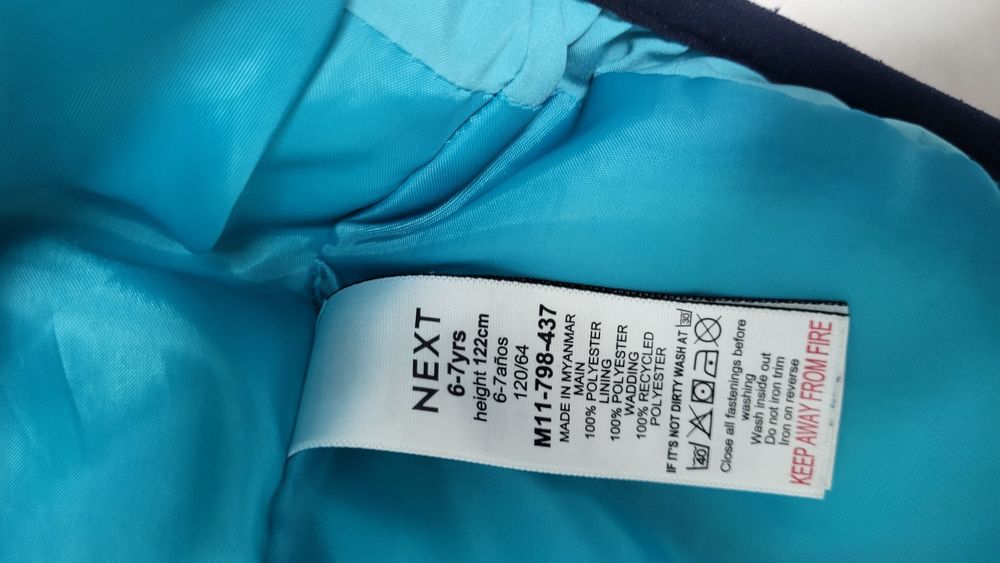 NEXT
6-7yrs
height 122cm
6-7años
120/64
M11-798-437
MADE IN MYANMAR
MAIN
100% POLYESTER
LINING
100% POLYESTER
WADDING
100% RECYCLED
POLYESTER
IF IT'S NOT DIRTY WASH AT 30
40
Close all fastenings before
washing
Wash inside out
Do not iron trim
Iron on reverse
KEEP AWAY FROM FIRE